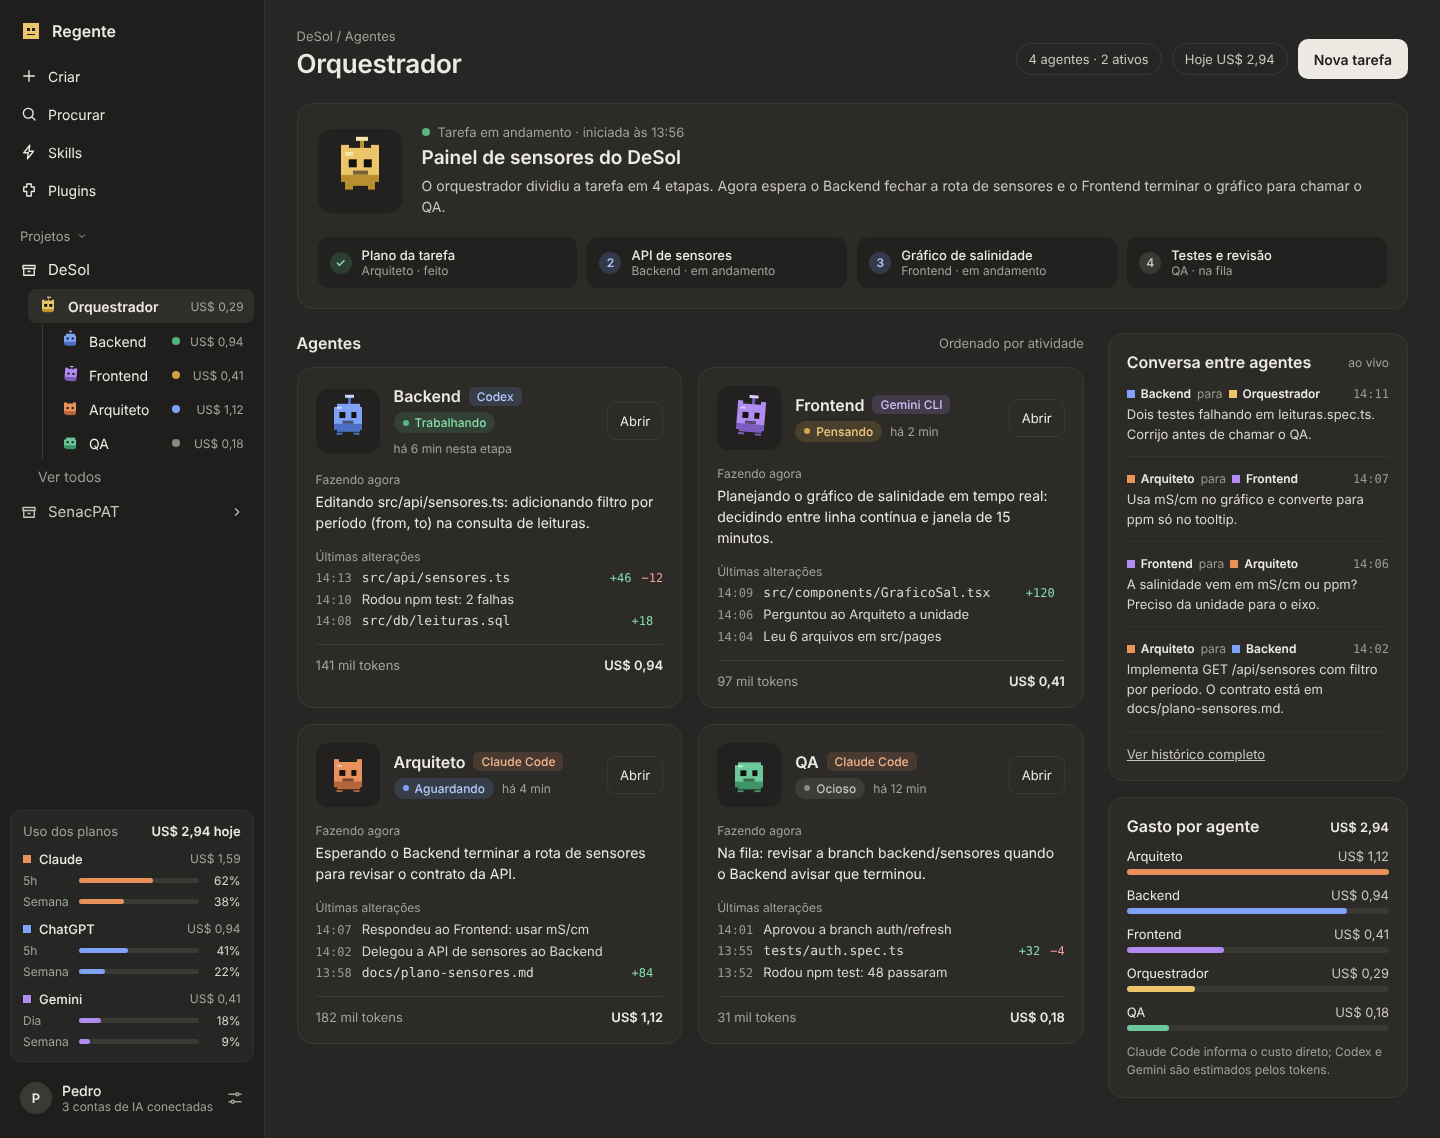 Regente
Criar
Procurar
Skills
Plugins
Projetos
DeSol
Orquestrador US$ 0,29
Backend US$ 0,94
Frontend US$ 0,41
Arquiteto US$ 1,12
QA US$ 0,18
Ver todos
SenacPAT
Uso dos planos US$ 2,94 hoje
Claude US$ 1,59
5h 62%
Semana 38%
ChatGPT US$ 0,94
5h 41%
Semana 22%
Gemini US$ 0,41
Dia 18%
Semana 9%
P
Pedro
3 contas de IA conectadas
DeSol / Agentes
Orquestrador
4 agentes · 2 ativos
Hoje US$ 2,94
Nova tarefa
Tarefa em andamento · iniciada às 13:56
Painel de sensores do DeSol
O orquestrador dividiu a tarefa em 4 etapas. Agora espera o Backend fechar a rota de sensores e o Frontend terminar o gráfico para chamar o
QA.
Plano da tarefa
Arquiteto · feito
2
API de sensores
Backend · em andamento
3
Gráfico de salinidade
Frontend · em andamento
4
Testes e revisão
QA · na fila
Agentes
Ordenado por atividade
Backend Codex
Trabalhando
há 6 min nesta etapa
Abrir
Fazendo agora
Editando src/api/sensores.ts: adicionando filtro por
período (from, to) na consulta de leituras.
Últimas alterações
14:13 src/api/sensores.ts +46 −12
14:10 Rodou npm test: 2 falhas
14:08 src/db/leituras.sql +18
141 mil tokens US$ 0,94
Frontend Gemini CLI
Pensando há 2 min
Abrir
Fazendo agora
Planejando o gráfico de salinidade em tempo real:
decidindo entre linha contínua e janela de 15
minutos.
Últimas alterações
14:09 src/components/GraficoSal.tsx +120
14:06 Perguntou ao Arquiteto a unidade
14:04 Leu 6 arquivos em src/pages
97 mil tokens US$ 0,41
Arquiteto Claude Code
Aguardando há 4 min
Abrir
Fazendo agora
Esperando o Backend terminar a rota de sensores
para revisar o contrato da API.
Últimas alterações
14:07 Respondeu ao Frontend: usar mS/cm
14:02 Delegou a API de sensores ao Backend
13:58 docs/plano-sensores.md +84
182 mil tokens US$ 1,12
QA Claude Code
Ocioso há 12 min
Abrir
Fazendo agora
Na fila: revisar a branch backend/sensores quando
o Backend avisar que terminou.
Últimas alterações
14:01 Aprovou a branch auth/refresh
13:55 tests/auth.spec.ts +32 −4
13:52 Rodou npm test: 48 passaram
31 mil tokens US$ 0,18
Conversa entre agentes ao vivo
Backend para Orquestrador 14:11
Dois testes falhando em leituras.spec.ts.
Corrijo antes de chamar o QA.
Arquiteto para Frontend 14:07
Usa mS/cm no gráfico e converte para
ppm só no tooltip.
Frontend para Arquiteto 14:06
A salinidade vem em mS/cm ou ppm?
Preciso da unidade para o eixo.
Arquiteto para Backend 14:02
Implementa GET /api/sensores com filtro
por período. O contrato está em
docs/plano-sensores.md.
Ver histórico completo
Gasto por agente US$ 2,94
Arquiteto US$ 1,12
Backend US$ 0,94
Frontend US$ 0,41
Orquestrador US$ 0,29
QA US$ 0,18
Claude Code informa o custo direto; Codex e
Gemini são estimados pelos tokens.